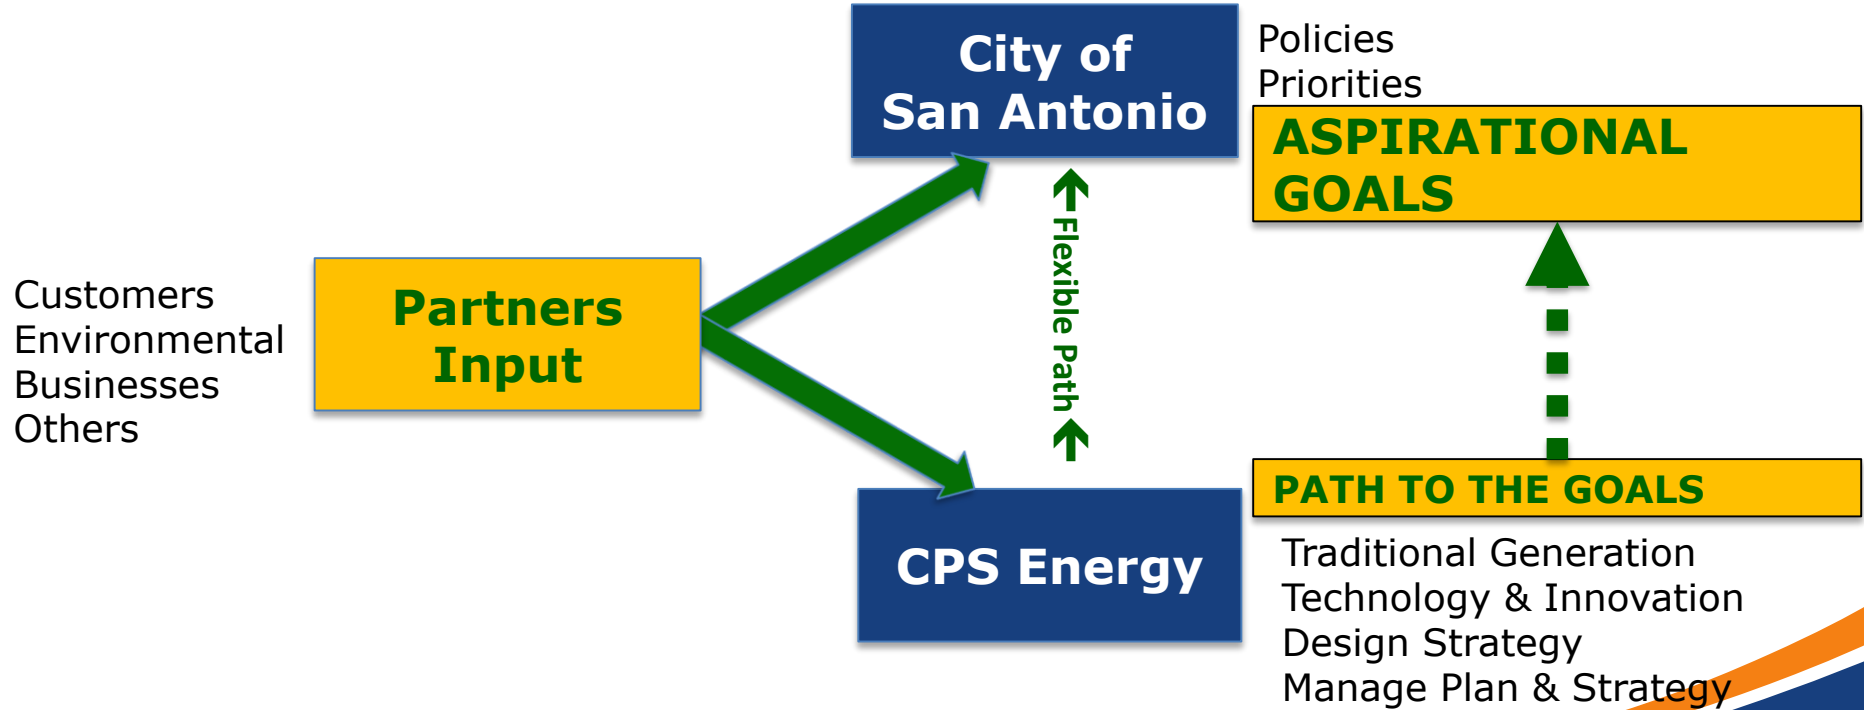 City of
San Antonio
Policies
Priorities
ASPIRATIONAL
GOALS
Customers
Environmental
Businesses
Others
Partners
Input
Flexible Path
PATH TO THE GOALS
CPS Energy
Traditional Generation
Technology & Innovation
Design Strategy
Manage Plan & Strategy